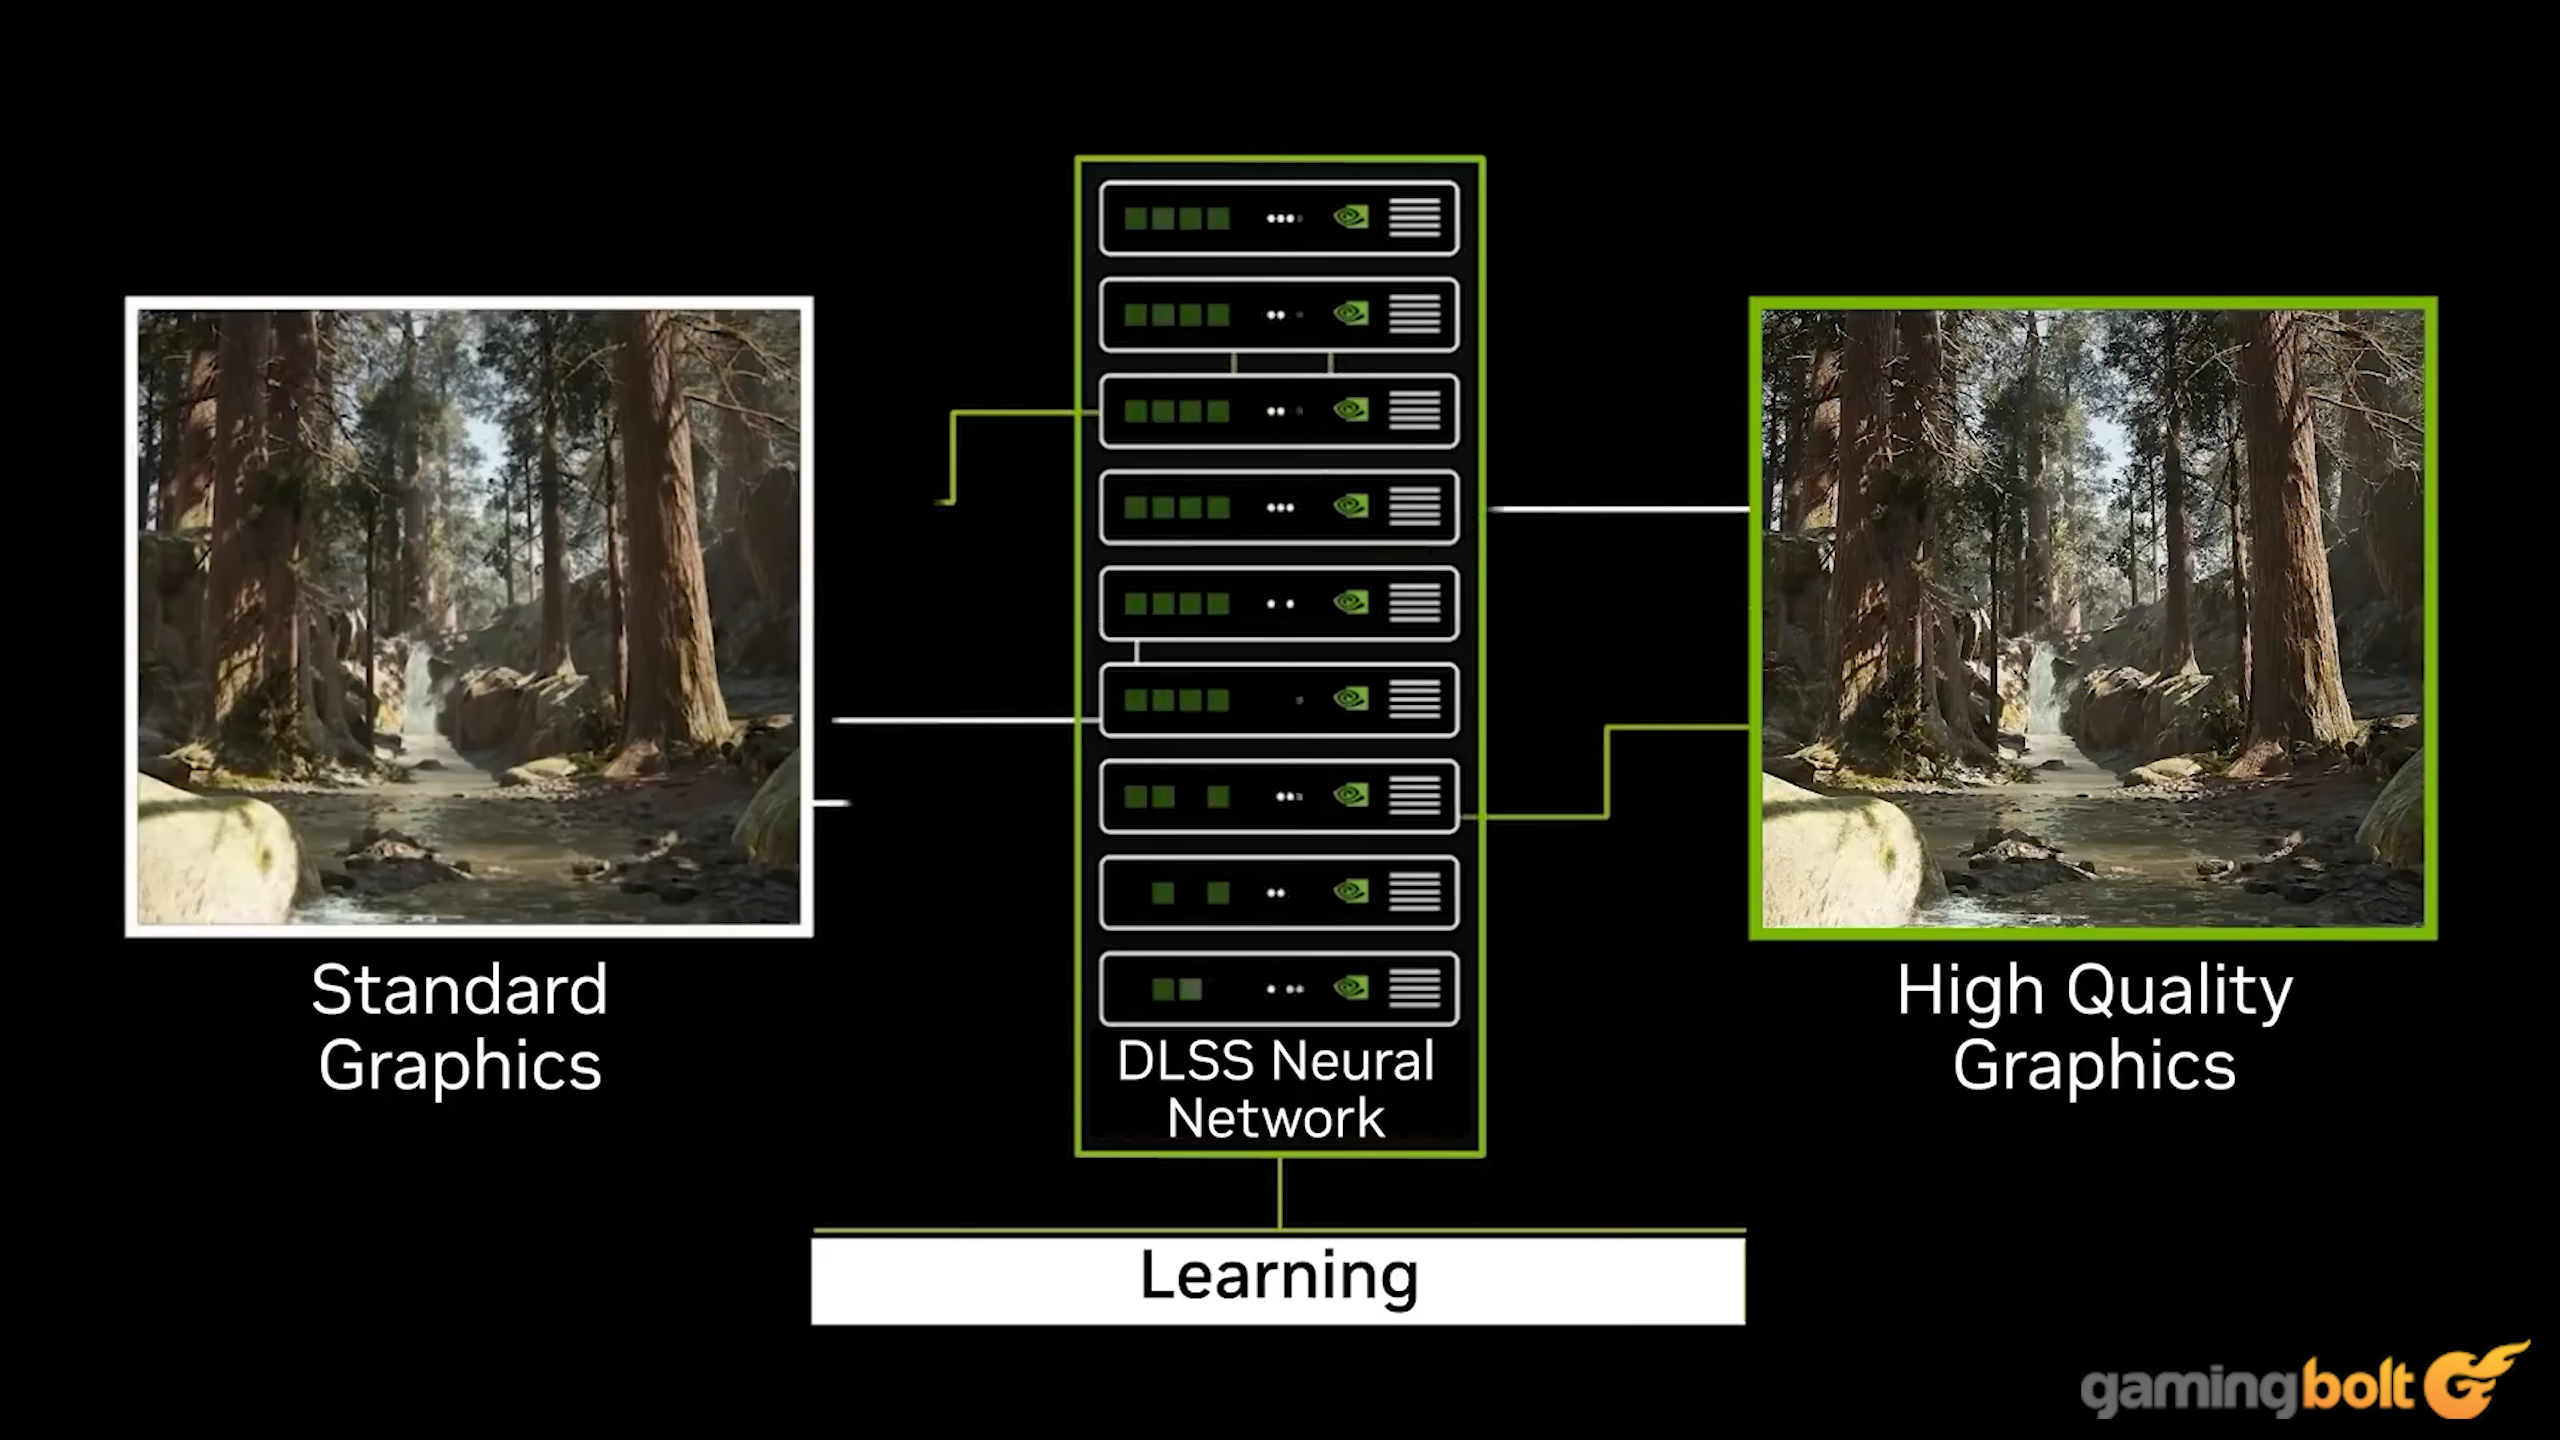 Standard
Graphics
DLSS Neural
Network
High Quality
Graphics
Learning
gamingbolt